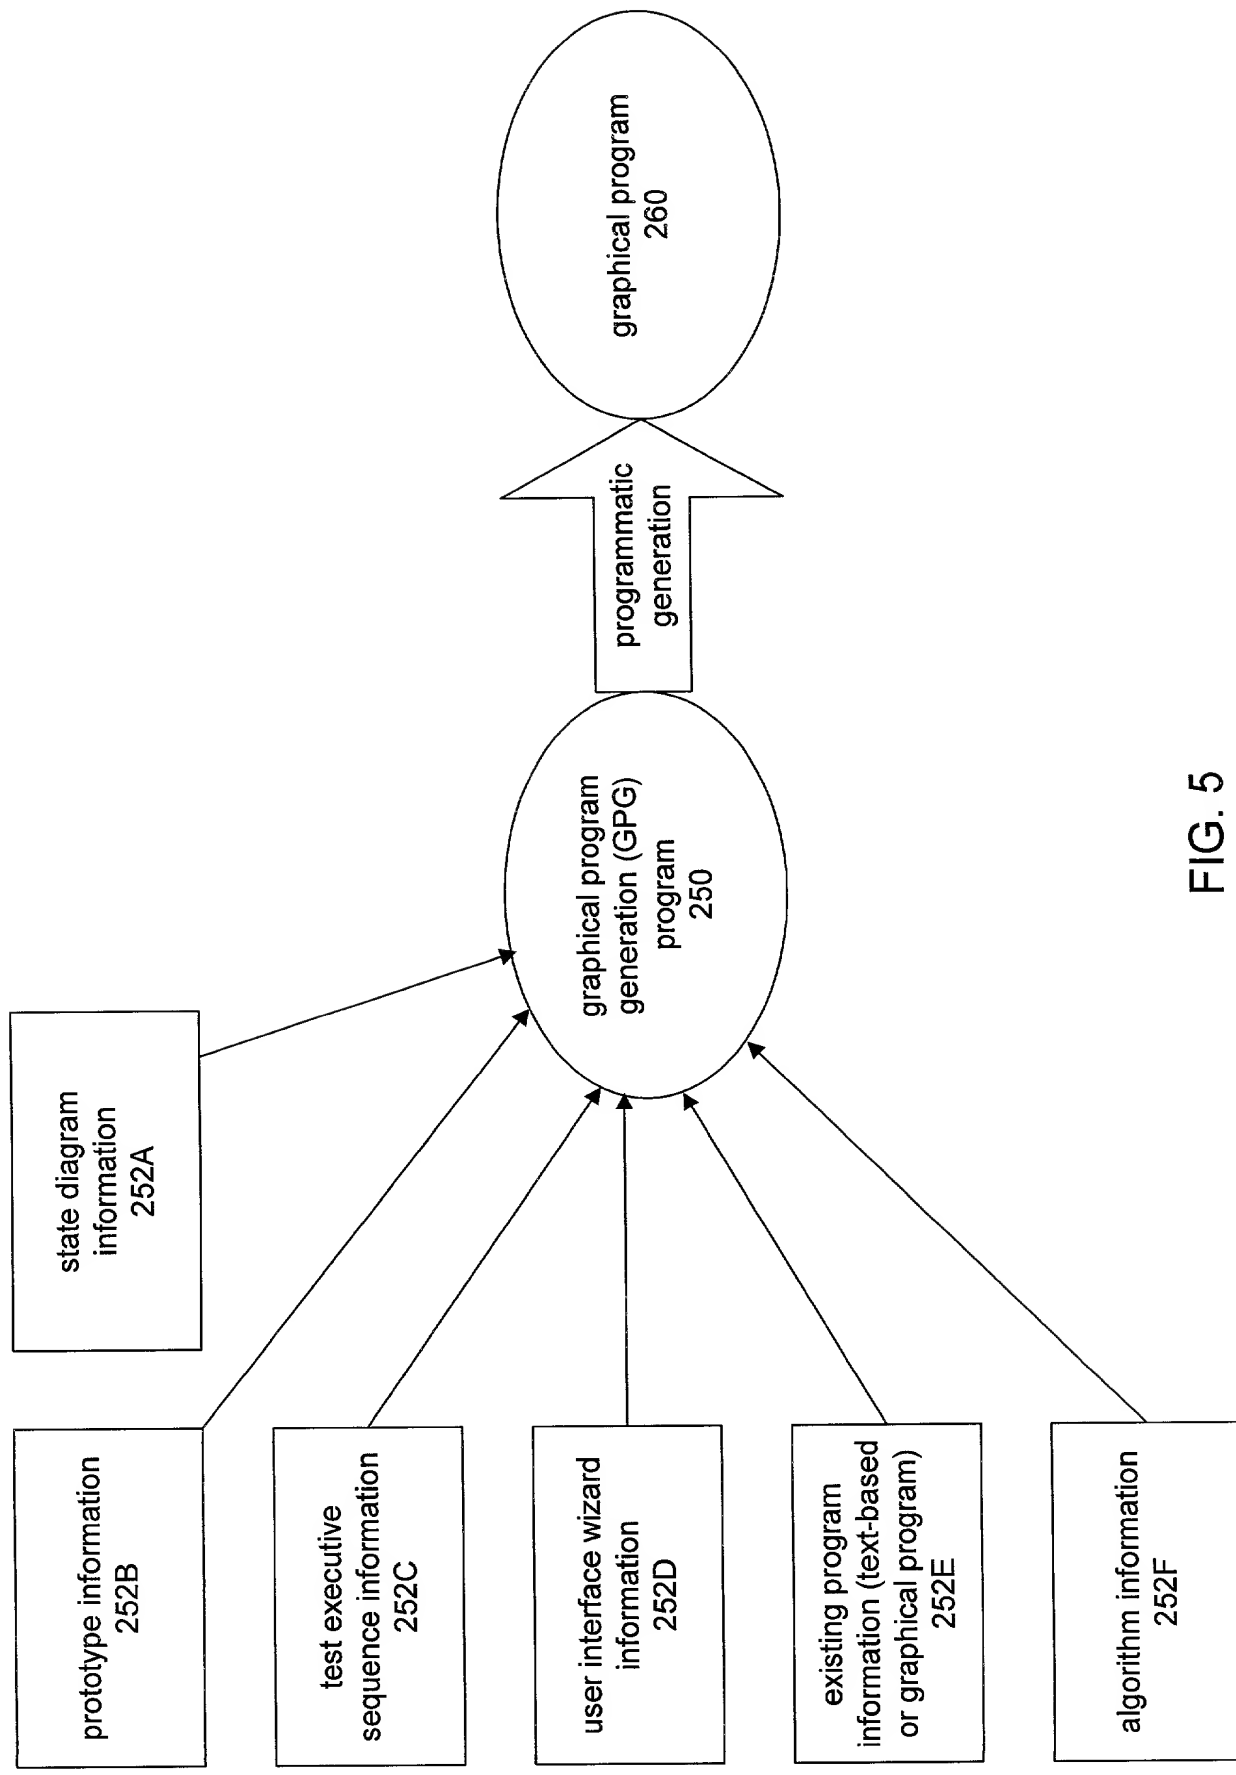 state diagram
information
252A
prototype information
252B
test executive
sequence information
252C
user interface wizard
information
252D
existing program
information (text-based
or graphical program)
252E
algorithm information
252F
graphical program
generation (GPG)
program
250
programmatic
generation
graphical program
260
FIG. 5